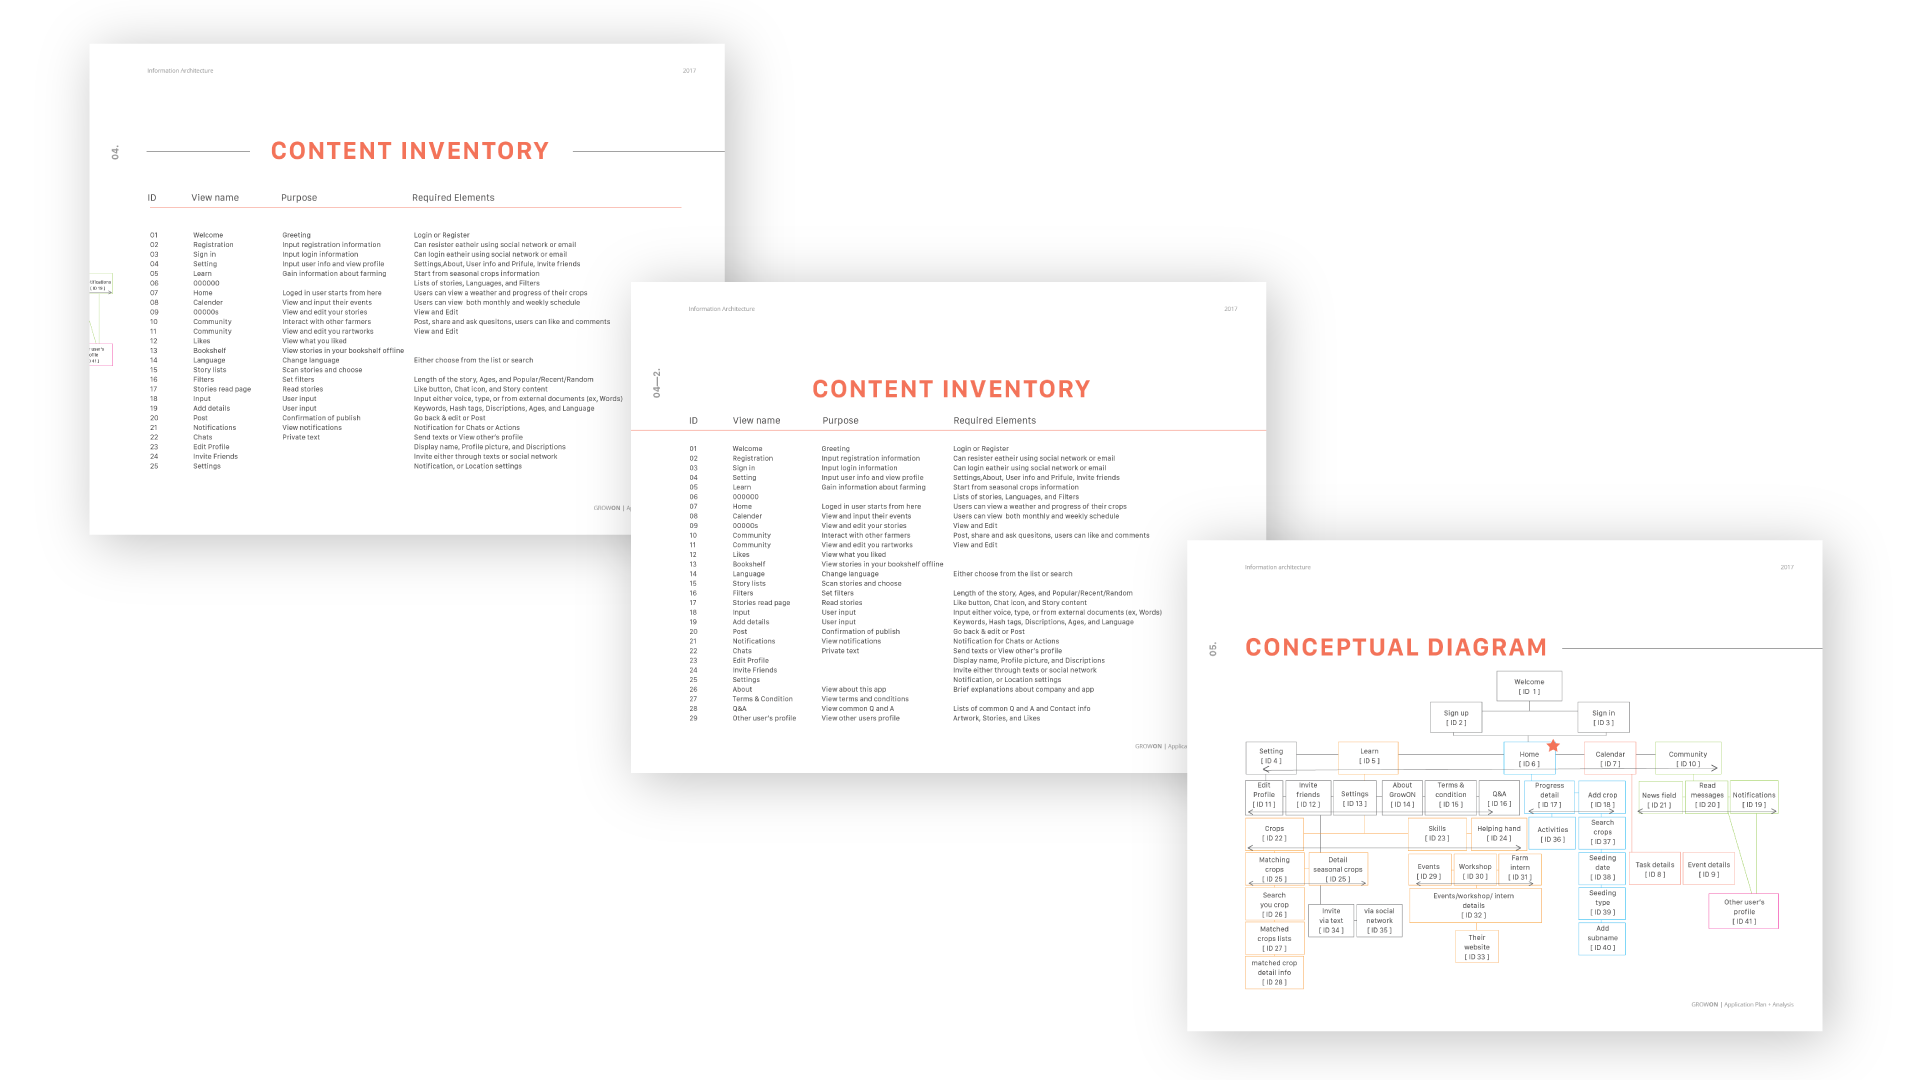 Information Architecture 2017
04.
CONTENT INVENTORY
ID View name Purpose Required Elements
01 Welcome Greeting Login or Register
02 Registration Input registration information Can resister eatheir using social network or email
03 Sign in Input login information Can login eatheir using social network or email
04 Setting Input user info and view profile Settings,About, User info and Prifule, Invite friends
05 Learn Gain information about farming Start from seasonal crops information
06 000000 Lists of stories, Languages, and Filters
07 Home Loged in user starts from here Users can view a weather and progress of their crops
08 Calender View and input their events Users can view both monthly and weekly schedule
09 00000s View and edit your stories View and Edit
10 Community Interact with other farmers Post, share and ask quesitons, users can like and comments
11 Community View and edit you rartworks View and Edit
12 Likes View what you liked
13 Bookshelf View stories in your bookshelf offline
14 Language Change language Either choose from the list or search
15 Story lists Scan stories and choose
16 Filters Set filters Length of the story, Ages, and Popular/Recent/Random
17 Stories read page Read stories Like button, Chat icon, and Story content
18 Input User input Input either voice, type, or from external documents (ex, Words)
19 Add details User input Keywords, Hash tags, Discriptions, Ages, and Language
20 Post Confirmation of publish Go back & edit or Post
21 Notifications View notifications Notification for Chats or Actions
22 Chats Private text Send texts or View other's profile
23 Edit Profile Display name, Profile picture, and Discriptions
24 Invite Friends Invite either through texts or social network
25 Settings Notification, or Location settings
GROWON |
Information Architecture 2017
04—2.
CONTENT INVENTORY
ID View name Purpose Required Elements
01 Welcome Greeting Login or Register
02 Registration Input registration information Can resister eatheir using social network or email
03 Sign in Input login information Can login eatheir using social network or email
04 Setting Input user info and view profile Settings,About, User info and Prifule, Invite friends
05 Learn Gain information about farming Start from seasonal crops information
06 000000 Lists of stories, Languages, and Filters
07 Home Loged in user starts from here Users can view a weather and progress of their crops
08 Calender View and input their events Users can view both monthly and weekly schedule
09 00000s View and edit your stories View and Edit
10 Community Interact with other farmers Post, share and ask quesitons, users can like and comments
11 Community View and edit you rartworks View and Edit
12 Likes View what you liked
13 Bookshelf View stories in your bookshelf offline
14 Language Change language Either choose from the list or search
15 Story lists Scan stories and choose
16 Filters Set filters Length of the story, Ages, and Popular/Recent/Random
17 Stories read page Read stories Like button, Chat icon, and Story content
18 Input User input Input either voice, type, or from external documents (ex, Words)
19 Add details User input Keywords, Hash tags, Discriptions, Ages, and Language
20 Post Confirmation of publish Go back & edit or Post
21 Notifications View notifications Notification for Chats or Actions
22 Chats Private text Send texts or View other's profile
23 Edit Profile Display name, Profile picture, and Discriptions
24 Invite Friends Invite either through texts or social network
25 Settings Notification, or Location settings
26 About View about this app Brief explanations about company and app
27 Terms & Condition View terms and conditions
28 Q&A View common Q and A Lists of common Q and A and Contact info
29 Other user's profile View other users profile Artwork, Stories, and Likes
GROWON |
Information architecture 2017
05.
CONCEPTUAL DIAGRAM
Welcome
[ ID 1 ]
Sign up
[ ID 2 ]
Sign in
[ ID 3 ]
Setting
[ ID 4 ]
Learn
[ ID 5 ]
Home
[ ID 6 ]
Calendar
[ ID 7 ]
Community
[ ID 10 ]
Edit
Profile
[ ID 11 ]
Invite
friends
[ ID 12 ]
Settings
[ ID 13 ]
About
GrowON
[ ID 14 ]
Terms &
condition
[ ID 15 ]
Q&A
[ ID 16 ]
Progress
detail
[ ID 17 ]
Add crop
[ ID 18 ]
News field
[ ID 21 ]
Read
messages
[ ID 20 ]
Notifications
[ ID 19 ]
Crops
[ ID 22 ]
Skills
[ ID 23 ]
Helping hand
[ ID 24 ]
Activities
[ ID 36 ]
Search
crops
[ ID 37 ]
Matching
crops
[ ID 25 ]
Detail
seasonal crops
[ ID 25 ]
Events
[ ID 29 ]
Workshop
[ ID 30 ]
Farm
intern
[ ID 31 ]
Seeding
date
[ ID 38 ]
Task details
[ ID 8 ]
Event details
[ ID 9 ]
Search
you crop
[ ID 26 ]
Invite
via text
[ ID 34 ]
via social
network
[ ID 35 ]
Events/workshop/ intern
details
[ ID 32 ]
Seeding
type
[ ID 39 ]
Other user's
profile
[ ID 41 ]
Matched
crops lists
[ ID 27 ]
Their
website
[ ID 33 ]
Add
subname
[ ID 40 ]
matched crop
detail info
[ ID 28 ]
GROWON | Application Plan + Analysis